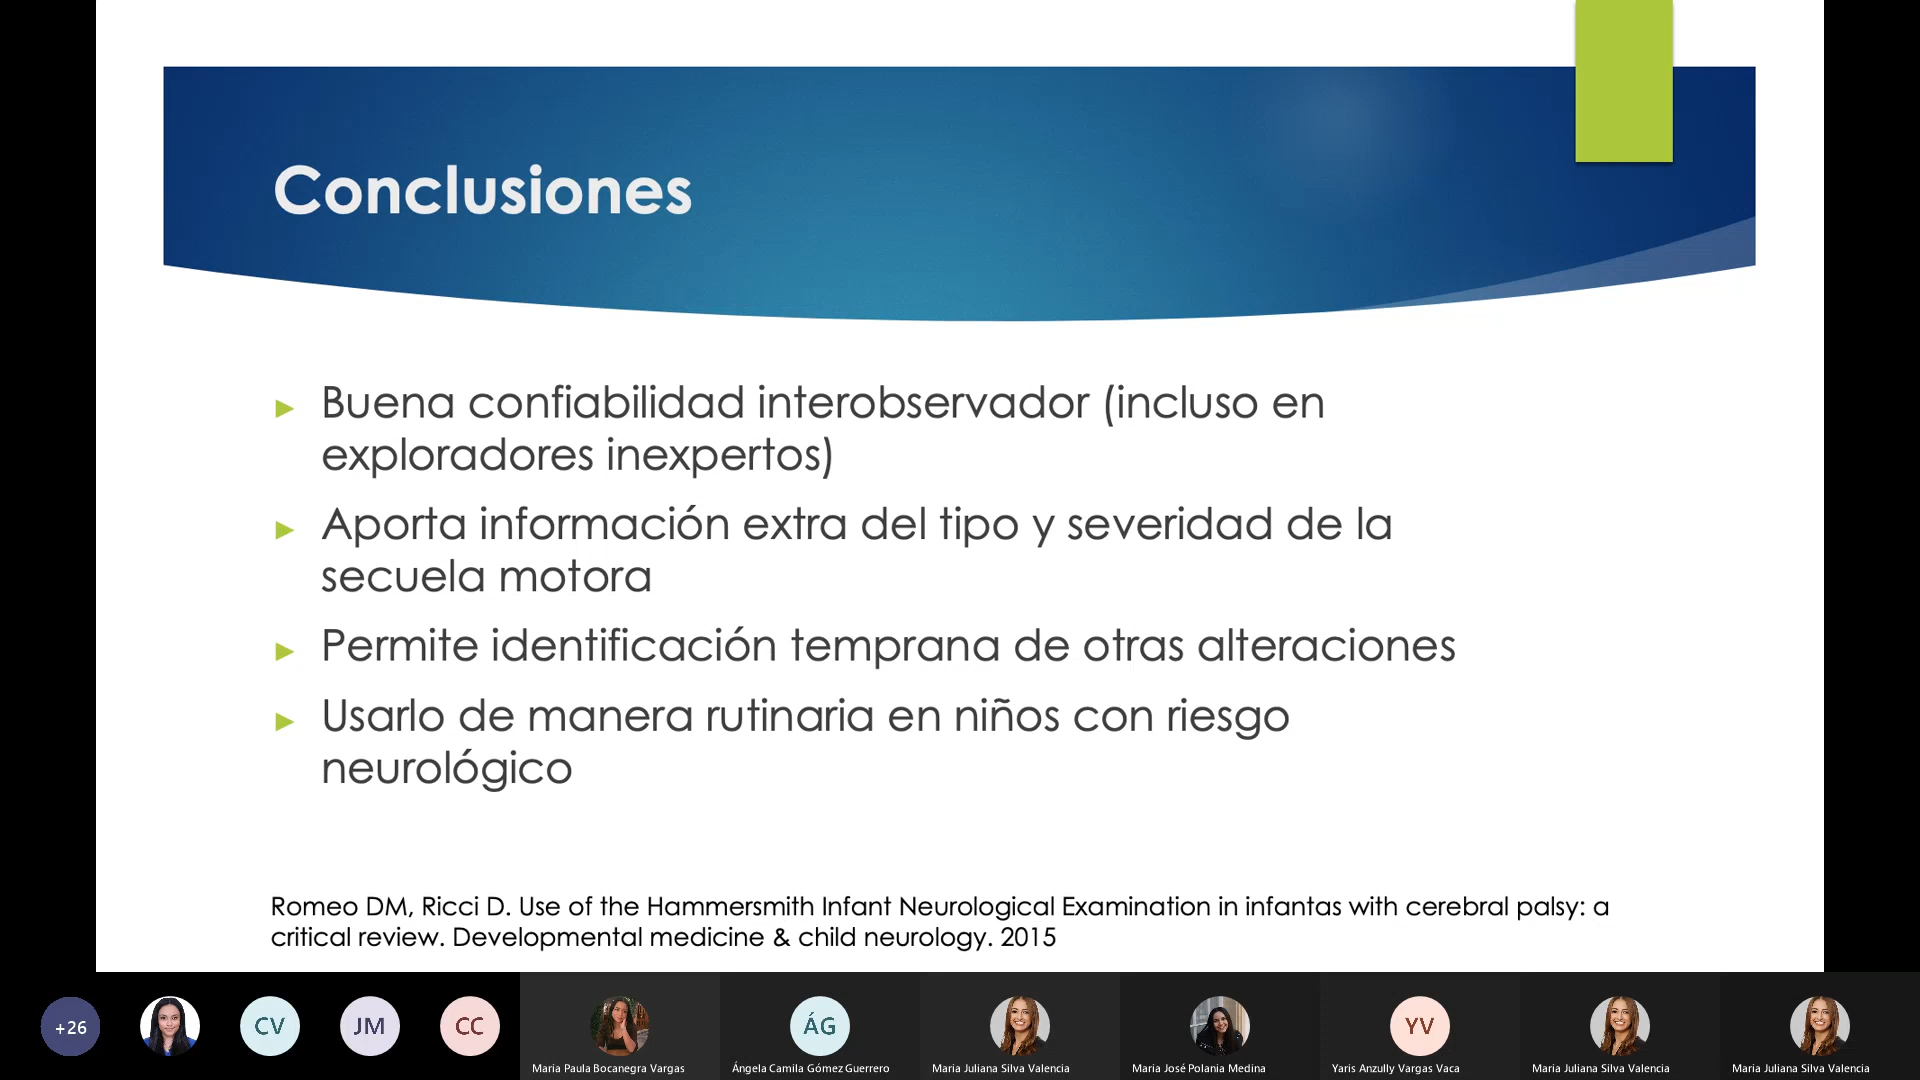 Conclusiones
Buena confiabilidad interobservador (incluso en
exploradores inexpertos)
Aporta información extra del tipo y severidad de la
secuela motora
Permite identificación temprana de otras alteraciones
Usarlo de manera rutinaria en niños con riesgo
neurológico
Romeo DM, Ricci D. Use of the Hammersmith Infant Neurological Examination in infantas with cerebral palsy: a
critical review. Developmental medicine & child neurology. 2015
+26
CV
JM
CC
Maria Paula Bocanegra Vargas
ÁG
Ángela Camila Gómez Guerrero
Maria Juliana Silva Valencia
Maria José Polania Medina
YV
Yaris Anzully Vargas Vaca
Maria Juliana Silva Valencia
Maria Juliana Silva Valencia